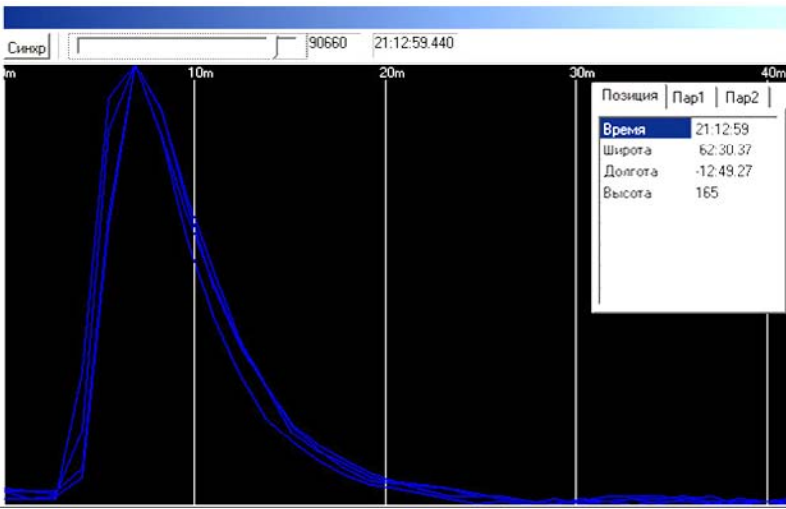 Синхр 90660 21:12:59.440
0m 10m 20m 30m 40m
Позиция Пар1 Пар2
Время 21:12:59
Широта 62:30.37
Долгота -12:49.27
Высота 165